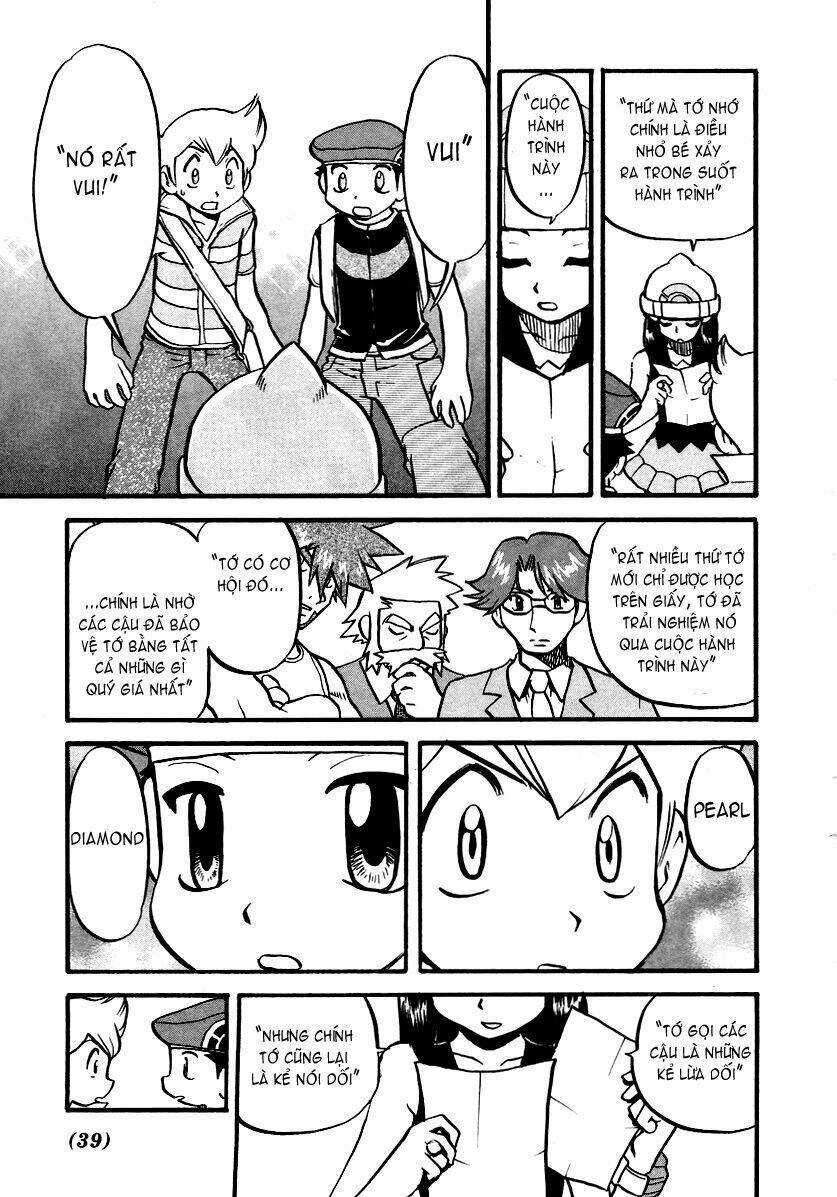 "THỨ MÀ TỚ NHỚ
CHÍNH LÀ ĐIỀU
NHỎ BÉ XẢY
RA TRONG SUỐT
HÀNH TRÌNH"
"CUỘC
HÀNH
TRÌNH
NÀY
...
VUI
"NÓ RẤT
VUI!"
"RẤT NHIỀU THỨ TỚ
MỚI CHỈ ĐƯỢC HỌC
TRÊN GIẤY, TỚ ĐÃ
TRẢI NGHIỆM NÓ
QUA CUỘC HÀNH
TRÌNH NÀY"
"TỚ CÓ CƠ
HỘI ĐÓ...
...CHÍNH LÀ NHỜ
CÁC CẬU ĐÃ BẢO
VỆ TỚ BẰNG TẤT
CẢ NHỮNG GÌ
QUÝ GIÁ NHẤT"
PEARL
DIAMOND
"TỚ GỌI CÁC
CẬU LÀ NHỮNG
KẺ LỪA DỐI"
"NHƯNG CHÍNH
TỚ CŨNG LẠI
LÀ KẺ NÓI DỐI"
(39)